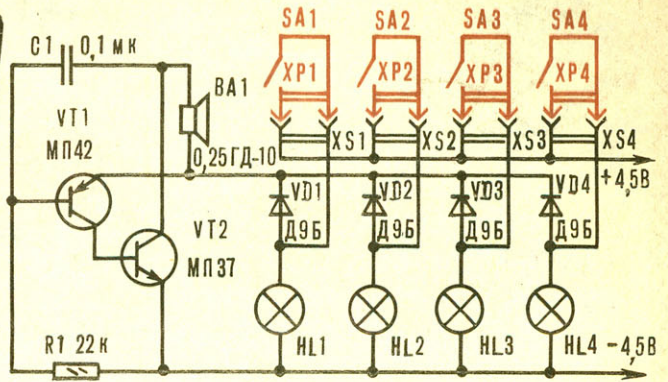 SA1 SA2 SA3 SA4
C1 0,1 мк
XP1 XP2 XP3 XP4
BA1
VT1
МП42
XS1 XS2 XS3 XS4
0,25ГД-10
+4,5В
VD1 VD2 VD3 VD4
Д9Б Д9Б Д9Б Д9Б
VT2
МП37
R1 22к
HL1 HL2 HL3 HL4
-4,5В